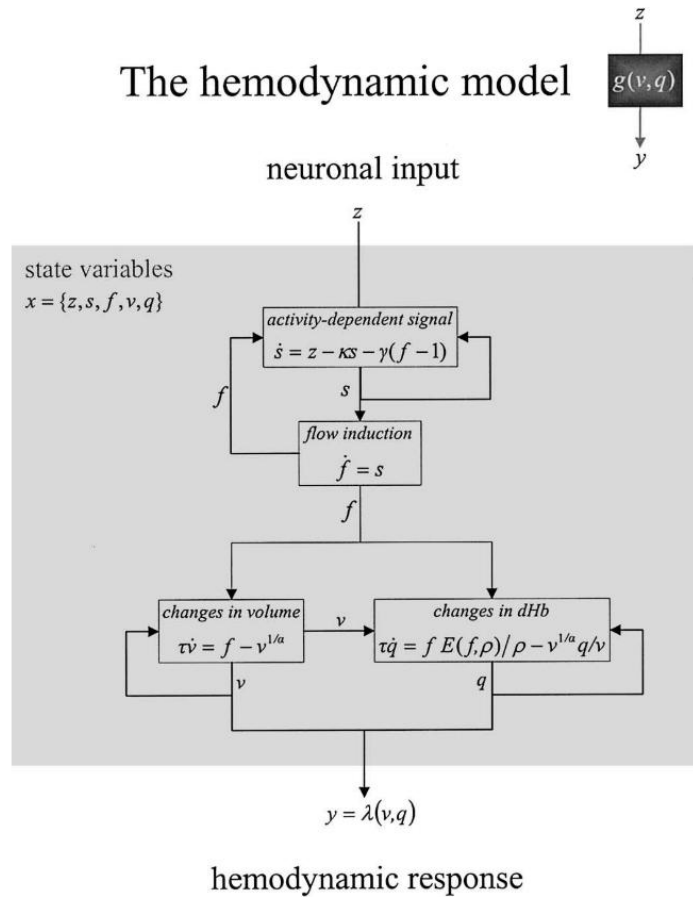 z
The hemodynamic model
g(v,q)
y
neuronal input
z
state variables
x = {z,s,f,v,q}
activity-dependent signal
ṡ = z − κs − γ(f − 1)
f
s
flow induction
ḟ = s
f
changes in volume
τv̇ = f − v^{1/α}
v
changes in dHb
τq̇ = f E(f,ρ)/ρ − v^{1/α} q/v
v
q
y = λ(v,q)
hemodynamic response